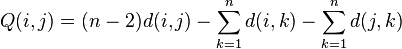 Q(i,j) = (n − 2)d(i,j) − \sum_{k=1}^{n} d(i,k) − \sum_{k=1}^{n} d(j,k)